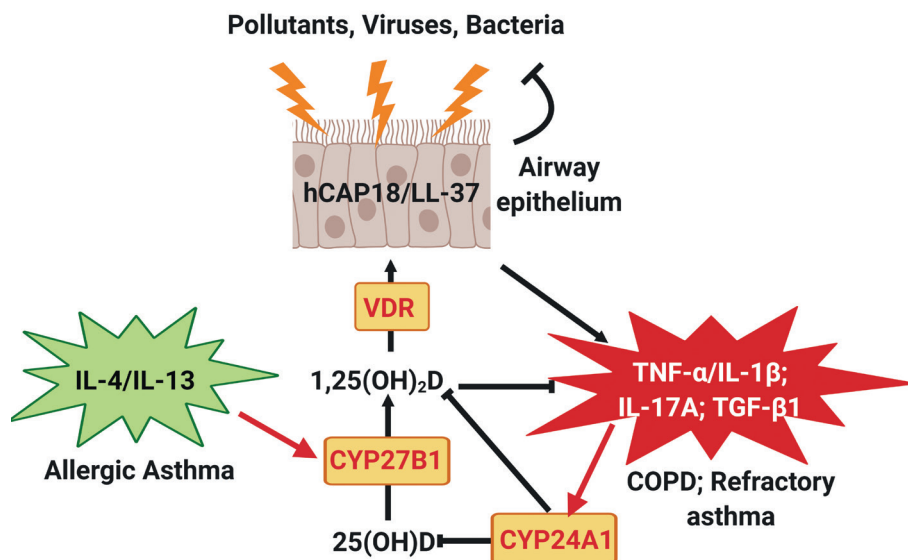 Pollutants, Viruses, Bacteria
hCAP18/LL-37
Airway
epithelium
VDR
IL-4/IL-13
1,25(OH)₂D
TNF-α/IL-1β;
IL-17A; TGF-β1
Allergic Asthma
CYP27B1
COPD; Refractory
asthma
25(OH)D
CYP24A1